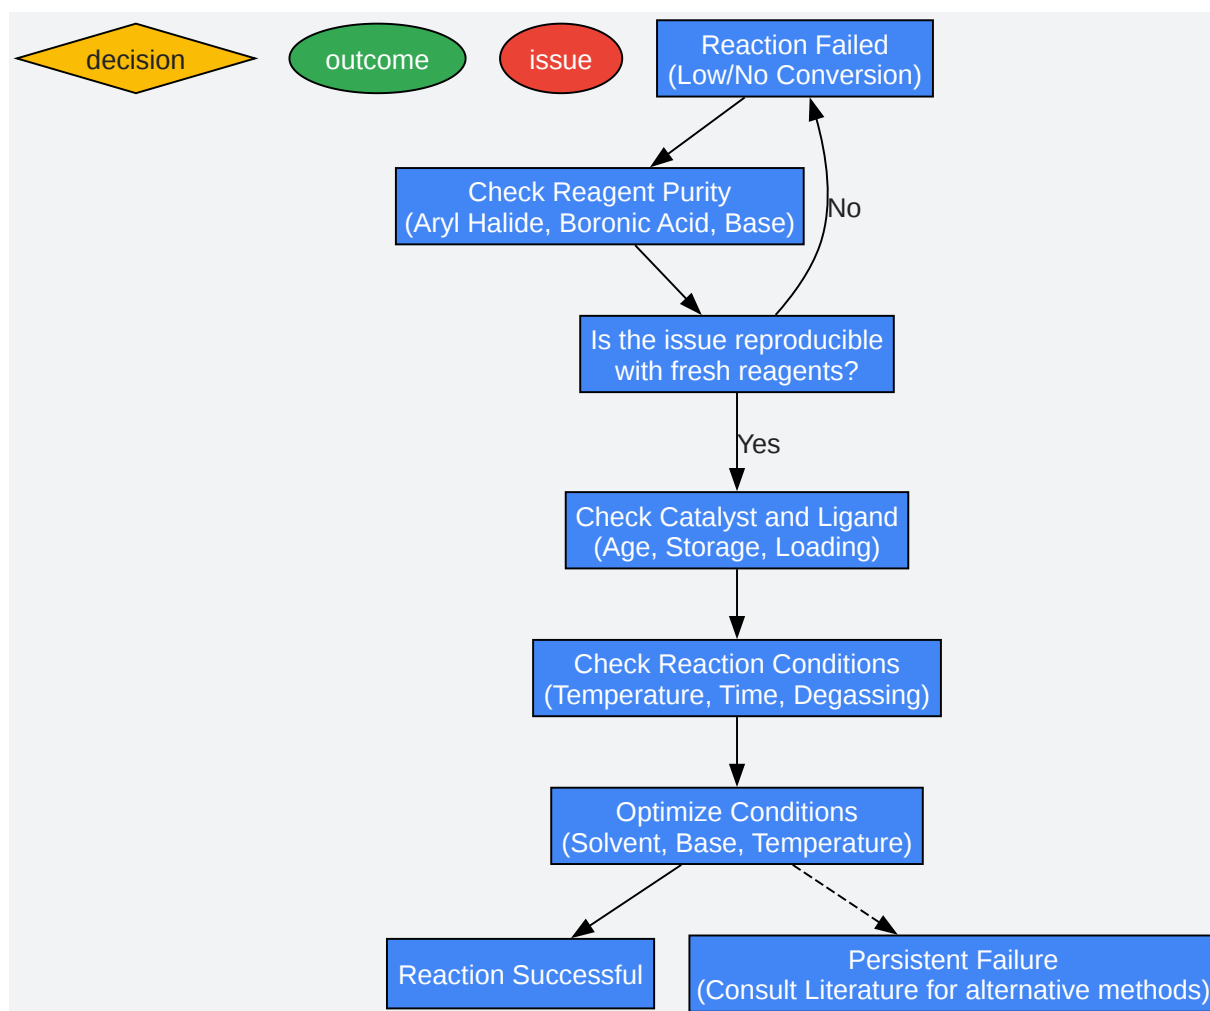 decision
outcome
issue
Reaction Failed
(Low/No Conversion)
Check Reagent Purity
(Aryl Halide, Boronic Acid, Base)
No
Is the issue reproducible
with fresh reagents?
Yes
Check Catalyst and Ligand
(Age, Storage, Loading)
Check Reaction Conditions
(Temperature, Time, Degassing)
Optimize Conditions
(Solvent, Base, Temperature)
Reaction Successful
Persistent Failure
(Consult Literature for alternative methods)